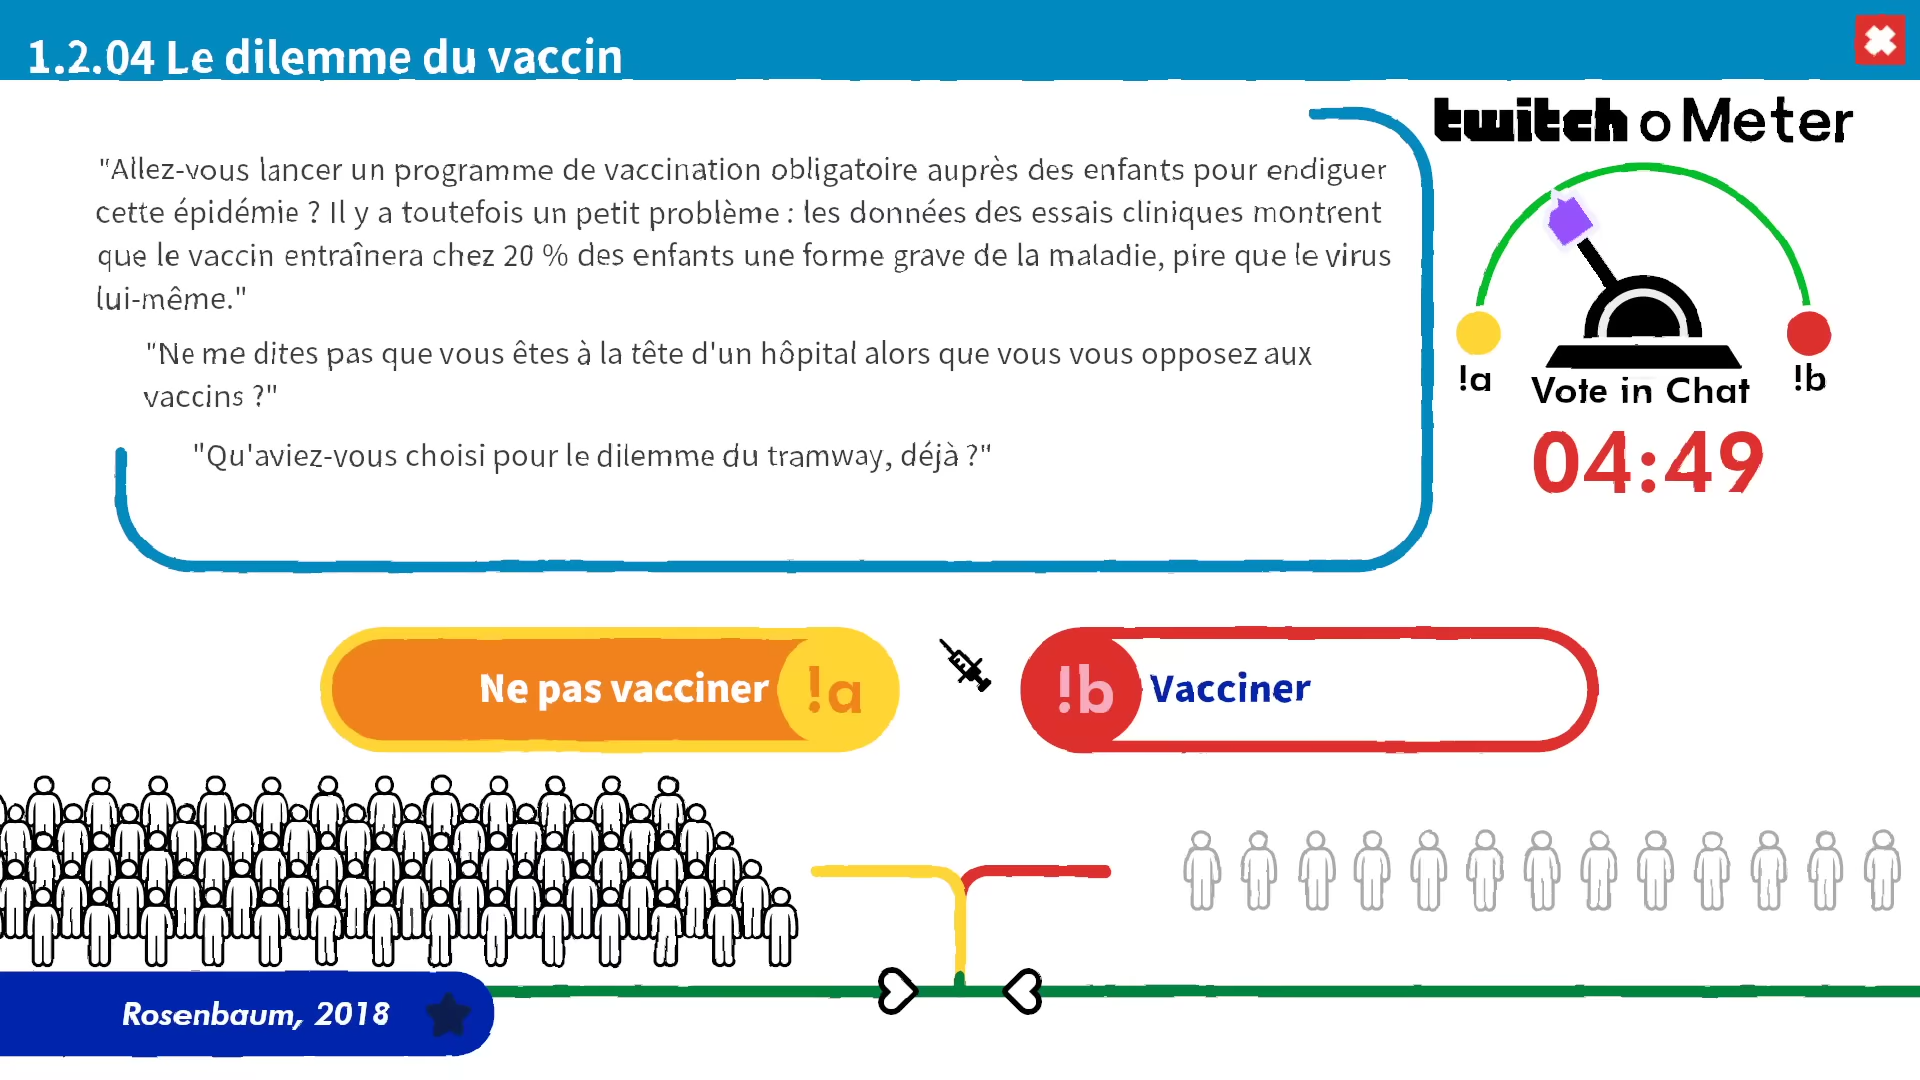 1.2.04 Le dilemme du vaccin
twitch o Meter
"Allez-vous lancer un programme de vaccination obligatoire auprès des enfants pour endiguer
cette épidémie ? Il y a toutefois un petit problème : les données des essais cliniques montrent
que le vaccin entraînera chez 20 % des enfants une forme grave de la maladie, pire que le virus
lui-même."
"Ne me dites pas que vous êtes à la tête d'un hôpital alors que vous vous opposez aux
vaccins ?"
"Qu'aviez-vous choisi pour le dilemme du tramway, déjà ?"
!a
Vote in Chat
!b
04:49
Ne pas vacciner !a
!b Vacciner
Rosenbaum, 2018